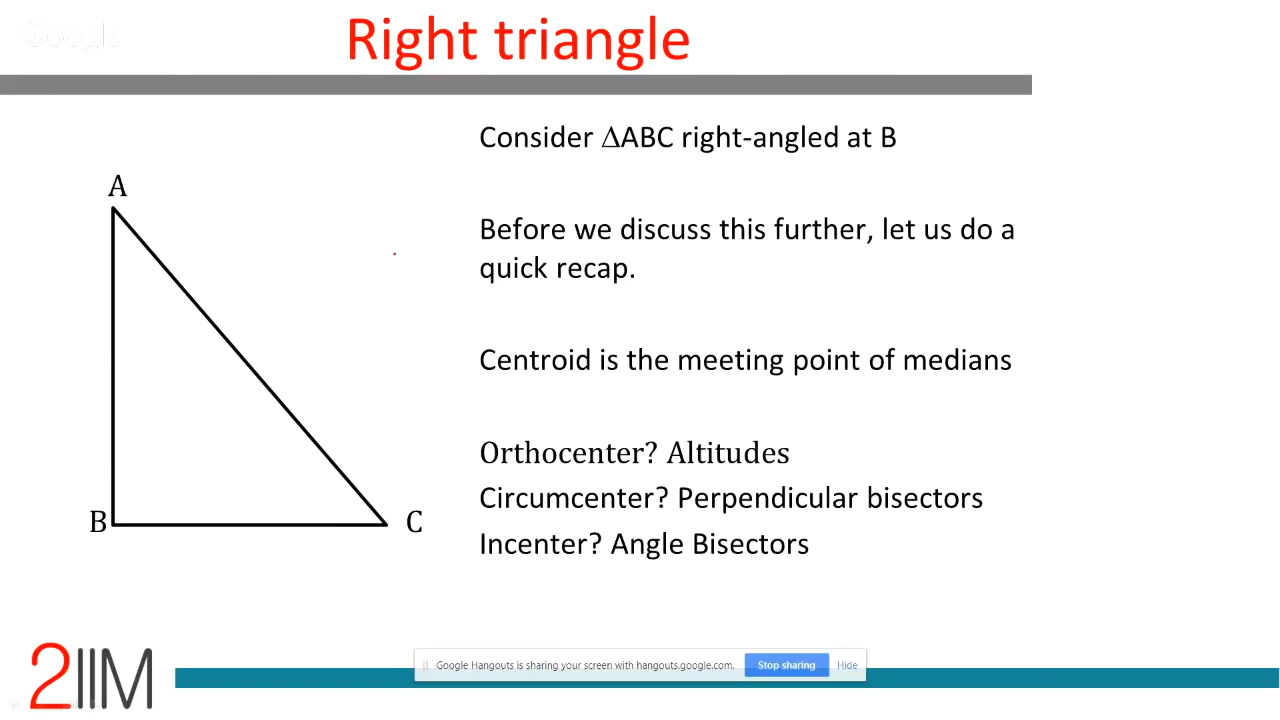 Google
Right triangle
Consider ∆ABC right-angled at B
A
Before we discuss this further, let us do a
quick recap.
Centroid is the meeting point of medians
Orthocenter? Altitudes
Circumcenter? Perpendicular bisectors
B
C
Incenter? Angle Bisectors
2IIM
Google Hangouts is sharing your screen with hangouts.google.com.
Stop sharing
Hide